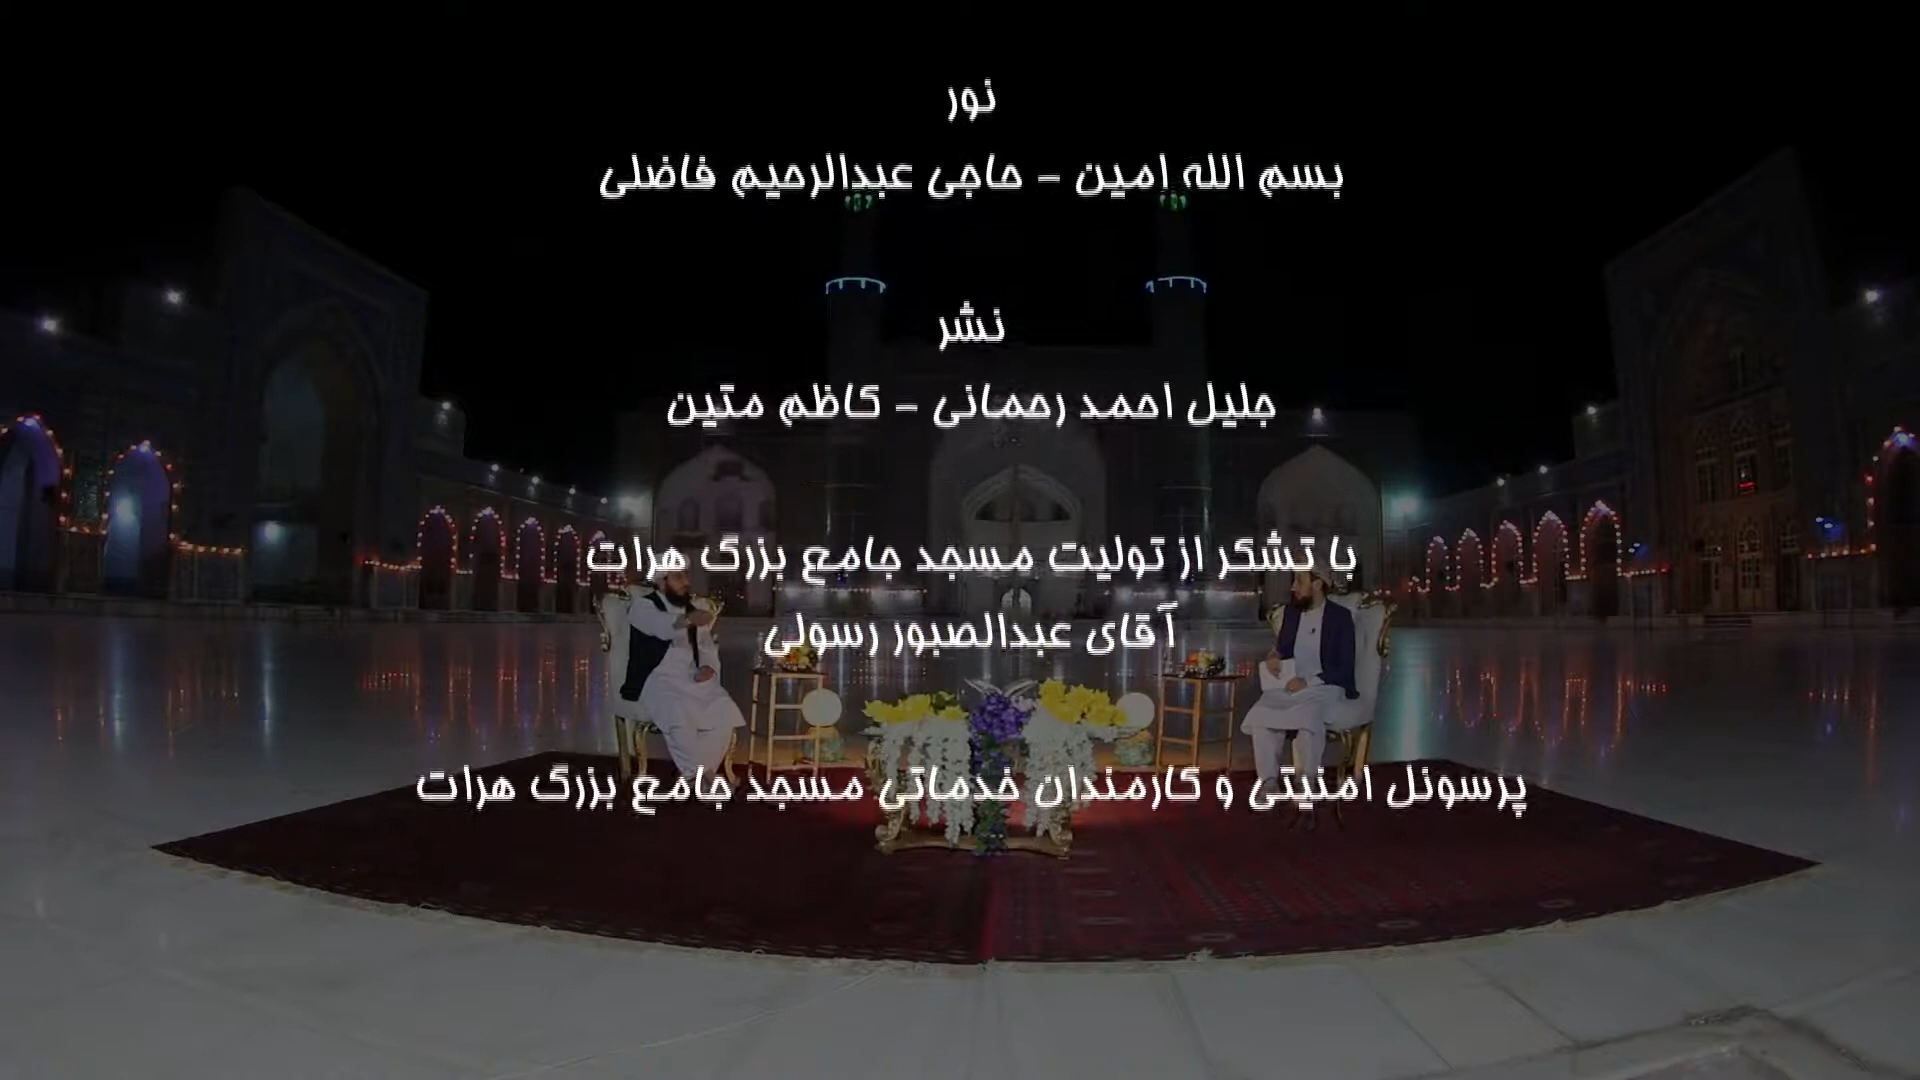 نور
بسم الله امین - حاجی عبدالرحیم فاضلی
نشر
جلیل احمد رحمانی - کاظم متین
با تشکر از تولیت مسجد جامع بزرگ هرات
آقای عبدالصبور رسولی
پرسونل امنیتی و کارمندان خدماتی مسجد جامع بزرگ هرات